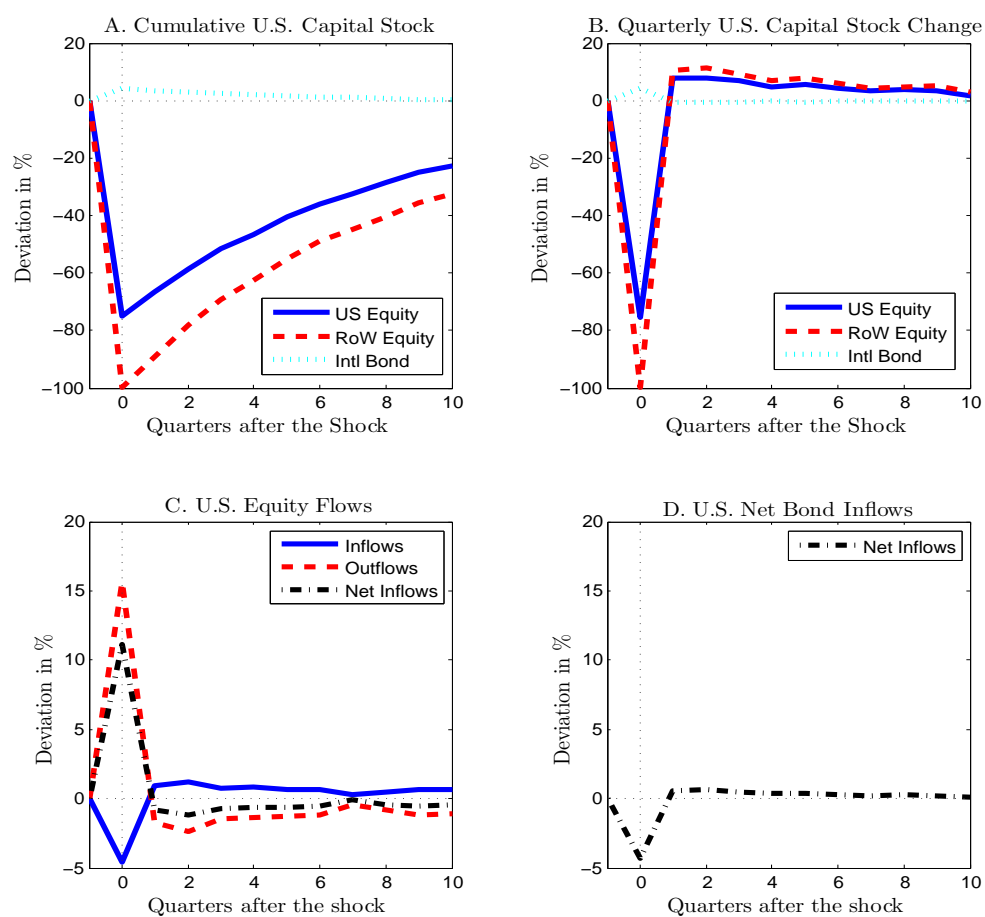 A. Cumulative U.S. Capital Stock
20
0
−20
−40
−60
−80
−100
Deviation in %
US Equity
RoW Equity
Intl Bond
0 2 4 6 8 10
Quarters after the Shock
B. Quarterly U.S. Capital Stock Change
20
0
−20
−40
−60
−80
−100
Deviation in %
US Equity
RoW Equity
Intl Bond
0 2 4 6 8 10
Quarters after the Shock
C. U.S. Equity Flows
20
15
10
5
0
−5
Deviation in %
Inflows
Outflows
Net Inflows
0 2 4 6 8 10
Quarters after the shock
D. U.S. Net Bond Inflows
20
15
10
5
0
−5
Deviation in %
Net Inflows
0 2 4 6 8 10
Quarters after the shock